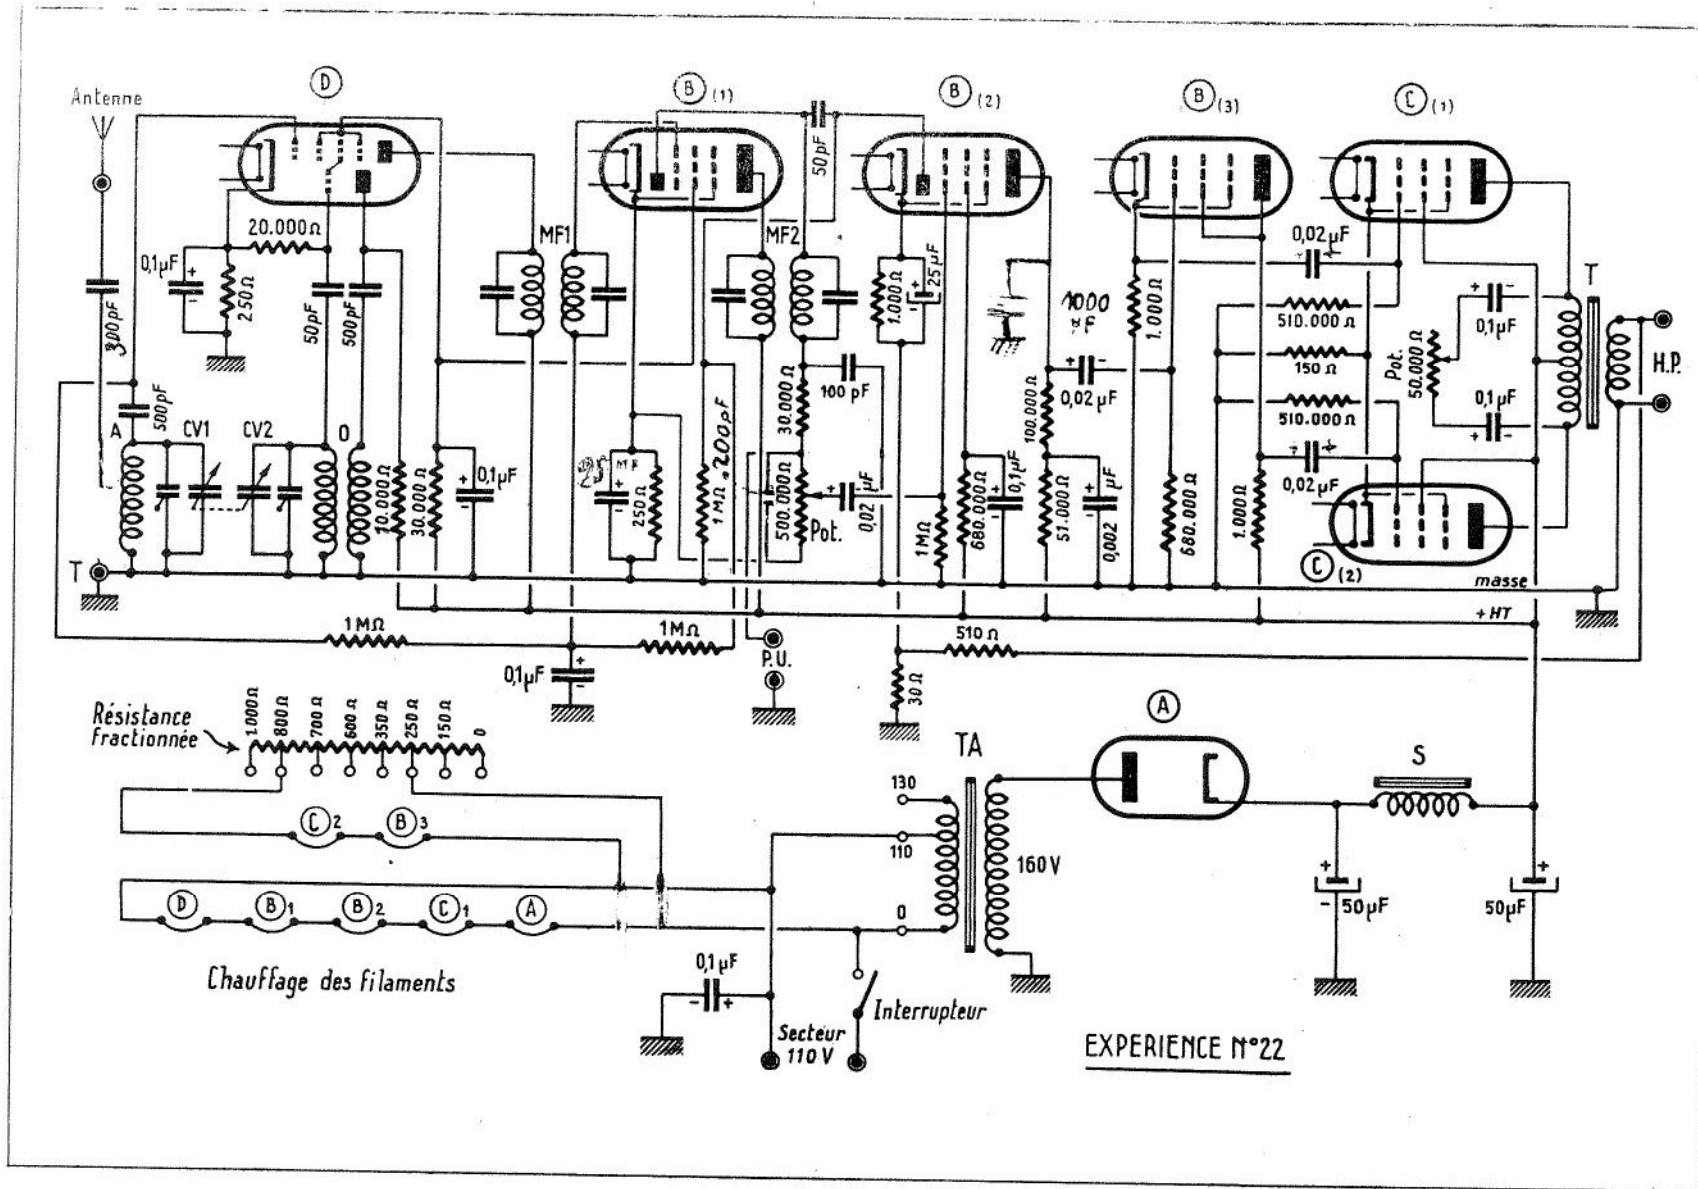 Antenne
D
B (1)
B (2)
B (3)
C (1)
20.000Ω
0,1µF
250Ω
300pF
50pF
500pF
MF1
MF2
50pF
1.000Ω
25µF
1000
0,02µF
510.000Ω
150Ω
510.000Ω
0,02µF
0,1µF
Pot.
50.000Ω
0,1µF
T
H.P.
500pF
A
CV1
CV2
O
10.000Ω
30.000Ω
0,1µF
25 MF
250Ω
1MΩ
200pF
30.000Ω
100pF
500.000Ω
Pot.
0,02 µF
1MΩ
680.000Ω
0,1µF
100.000Ω
0,02µF
51.000Ω
0,002 µF
1.000Ω
680.000Ω
1.000Ω
C (2)
T
masse
+HT
1MΩ
1MΩ
0,1µF
P.U.
510Ω
30Ω
Résistance
fractionnée
1.000Ω
800Ω
700Ω
600Ω
350Ω
250Ω
150Ω
0
C 2
B 3
D
B 1
B 2
C 1
A
Chauffage des filaments
TA
130
110
0
160V
A
S
50µF
50µF
0,1µF
Secteur
110V
Interrupteur
EXPERIENCE N°22